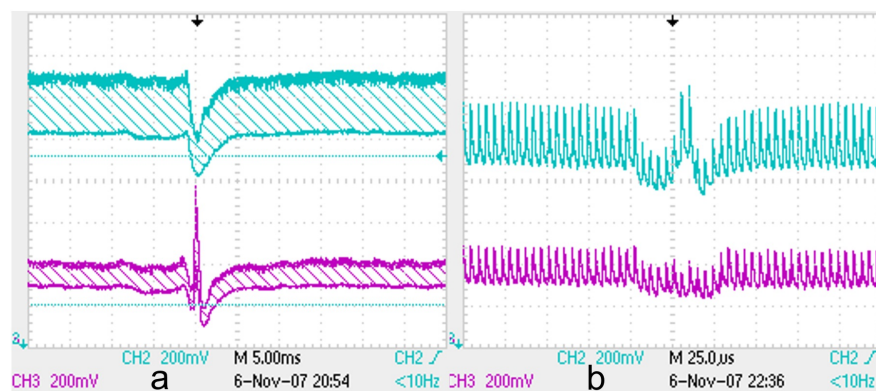 CH2 200mV M 5.00ms CH2
CH3 200mV a 6-Nov-07 20:54 <10Hz
CH2 200mV M 25.0µs CH2
CH3 200mV b 6-Nov-07 22:36 <10Hz